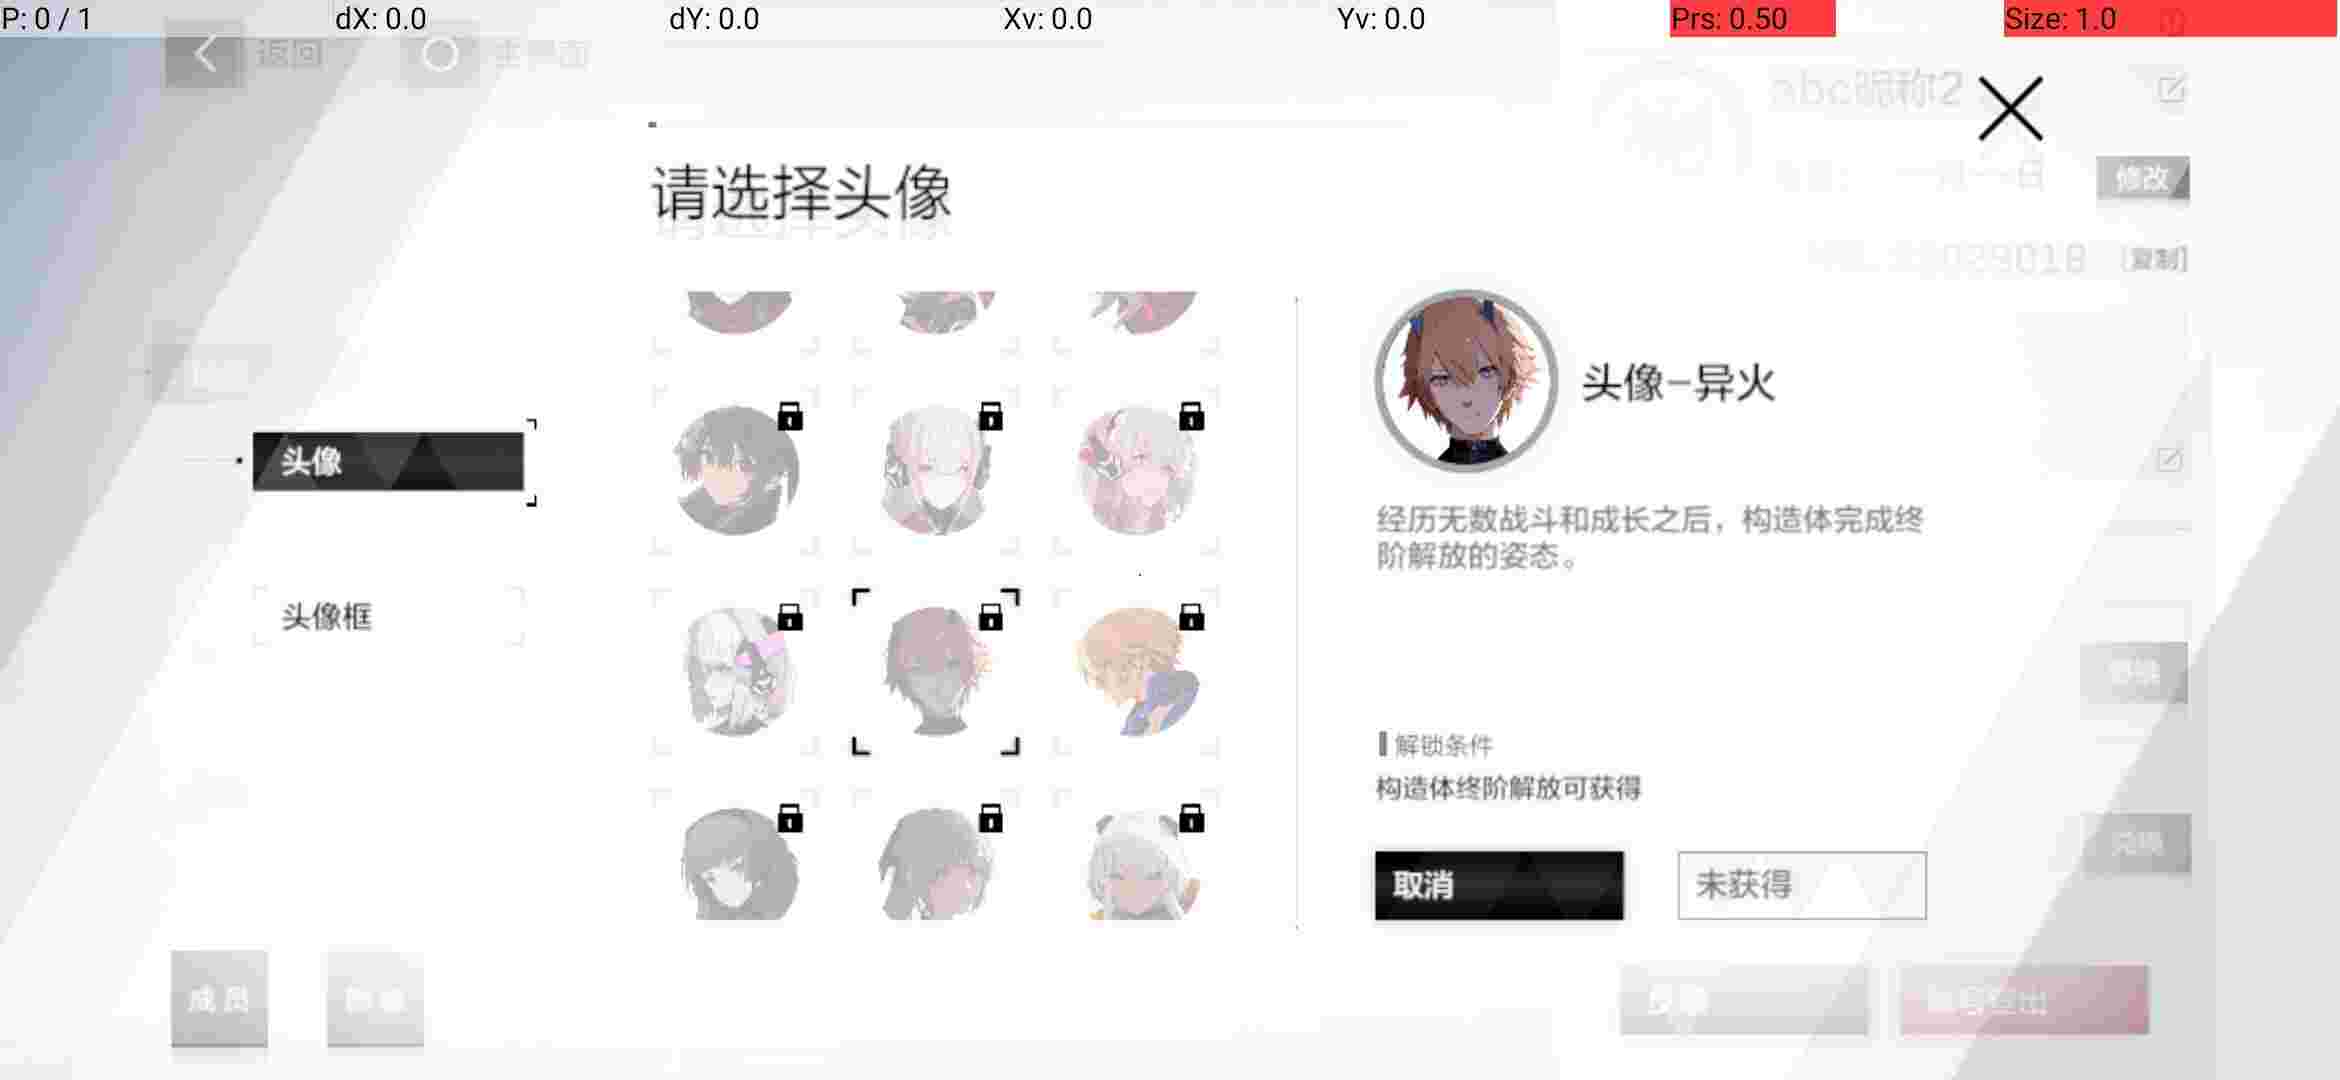 P: 0 / 1
dX: 0.0
dY: 0.0
Xv: 0.0
Yv: 0.0
Prs: 0.50
Size: 1.0
返回
主界面
abc昵称2
修改
日
029018
[复制]
请选择头像
头像
头像框
头像-异火
经历无数战斗和成长之后，构造体完成终
阶解放的姿态。
解锁条件
构造体终阶解放可获得
取消
未获得
成员